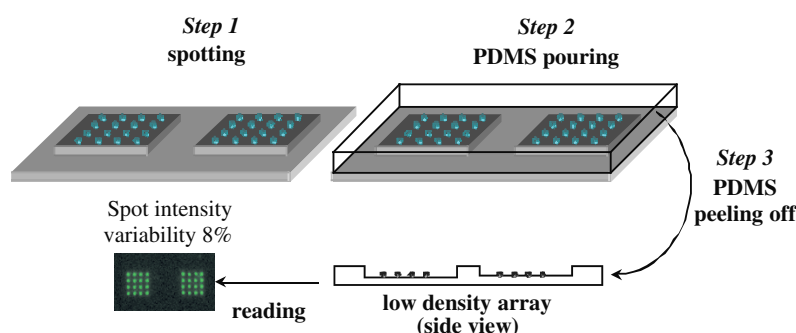 Step 1
spotting
Step 2
PDMS pouring
Step 3
PDMS
peeling off
Spot intensity
variability 8%
reading
low density array
(side view)